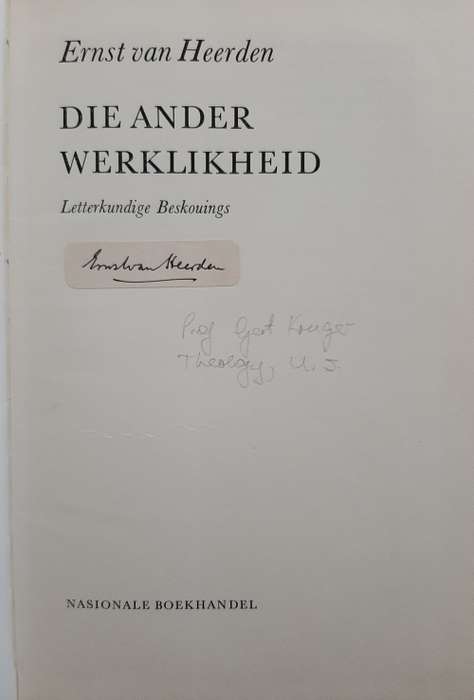 Ernst van Heerden
DIE ANDER
WERKLIKHEID
Letterkundige Beskouings
Ernst van Heerden
Prof Gert Kruger
Theology, U. J.
NASIONALE BOEKHANDEL